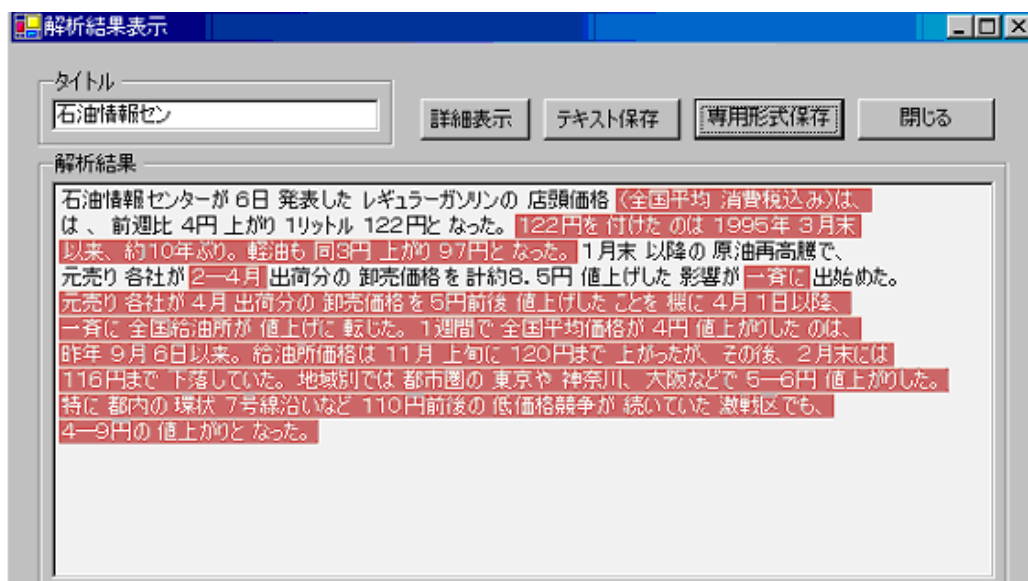 解析結果表示
タイトル
石油情報セン
詳細表示 テキスト保存 専用形式保存 閉じる
解析結果
石油情報センターが 6日 発表した レギュラーガソリンの 店頭価格 (全国平均 消費税込み)は、
は 、 前週比 4円 上がり 1リットル 122円と なった。 122円を 付けた のは 1995年 3月末
以来、約10年ぶり。軽油も 同3円 上がり 97円と なった。 1月末 以降の 原油再高騰で、
元売り 各社が 2―4月 出荷分の 卸売価格を 計約8.5円 値上げした 影響が 一斉に 出始めた。
元売り 各社が 4月 出荷分の 卸売価格を 5円前後 値上げした ことを 機に 4月 1日以降、
一斉に 全国給油所が 値上げに 転じた。 1週間で 全国平均価格が 4円 値上がりした のは、
昨年 9月 6日以来。給油所価格は 11月 上旬に 120円まで 上がったが、 その後、 2月末には
116円まで 下落していた。地域別では 都市圏の 東京や 神奈川、 大阪などで 5―6円 値上がりした。
特に 都内の 環状 7号線沿いなど 110円前後の 低価格競争が 続いていた 激戦区でも、
4―9円の 値上がりと なった。